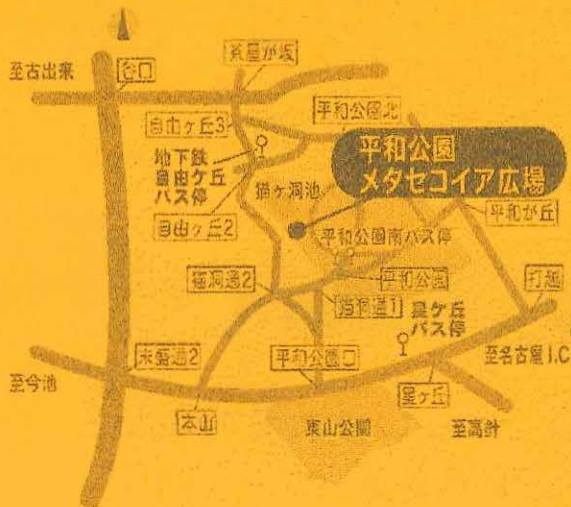 茶屋が坂
至古出来
谷口
平和公園北
自由ヶ丘3
地下鉄
自由ケ丘
バス停
平和公園
メタセコイア広場
猫ヶ洞池
平和が丘
自由ヶ丘2
平和公園南バス停
平和公園
打越
猫洞通2
猫洞通1
星ケ丘
バス停
末盛通2
平和公園口
至名古屋I.C
至今池
星ヶ丘
本山
東山公園
至高針